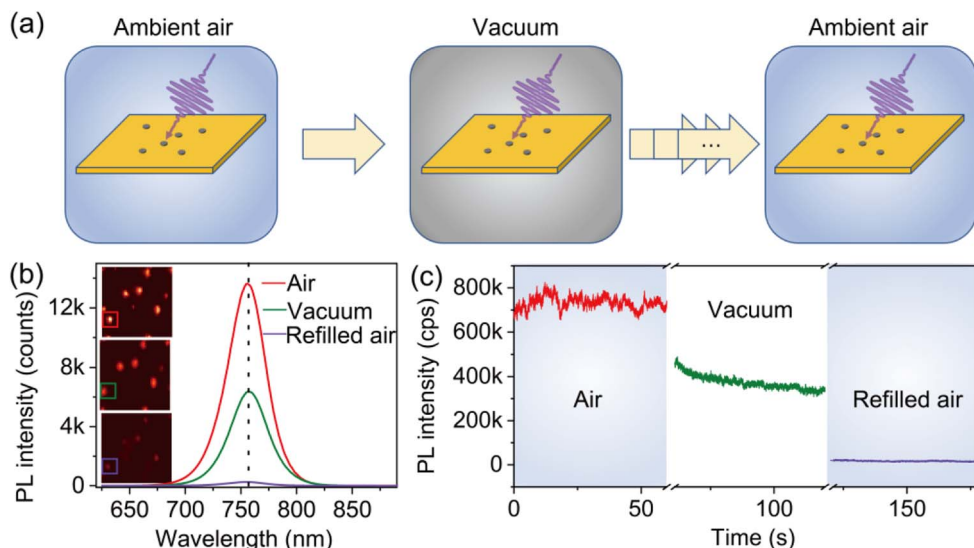 (a)
Ambient air
Vacuum
Ambient air
...
(b)
PL intensity (counts)
12k
8k
4k
0
Air
Vacuum
Refilled air
650 700 750 800 850
Wavelength (nm)
(c)
PL intensity (cps)
800k
600k
400k
200k
0
Air
Vacuum
Refilled air
0 50 100 150
Time (s)